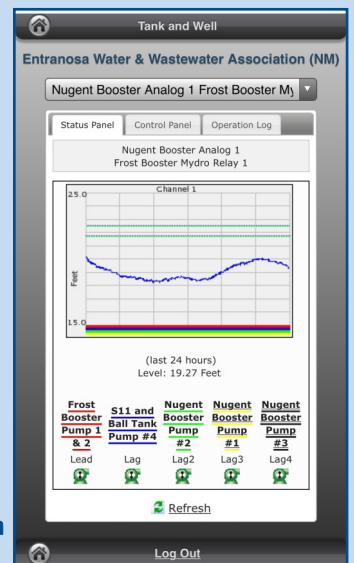 Tank and Well
Entranosa Water & Wastewater Association (NM)
Nugent Booster Analog 1 Frost Booster My
Status Panel
Control Panel
Operation Log
Nugent Booster Analog 1
Frost Booster Mydro Relay 1
Channel 1
25.0
Feet
15.0
(last 24 hours)
Level: 19.27 Feet
Frost
Booster
Pump 1
& 2
Lead
S11 and
Ball Tank
Pump #4
Lag
Nugent
Booster
Pump
#2
Lag2
Nugent
Booster
Pump
#1
Lag3
Nugent
Booster
Pump
#3
Lag4
Refresh
Log Out